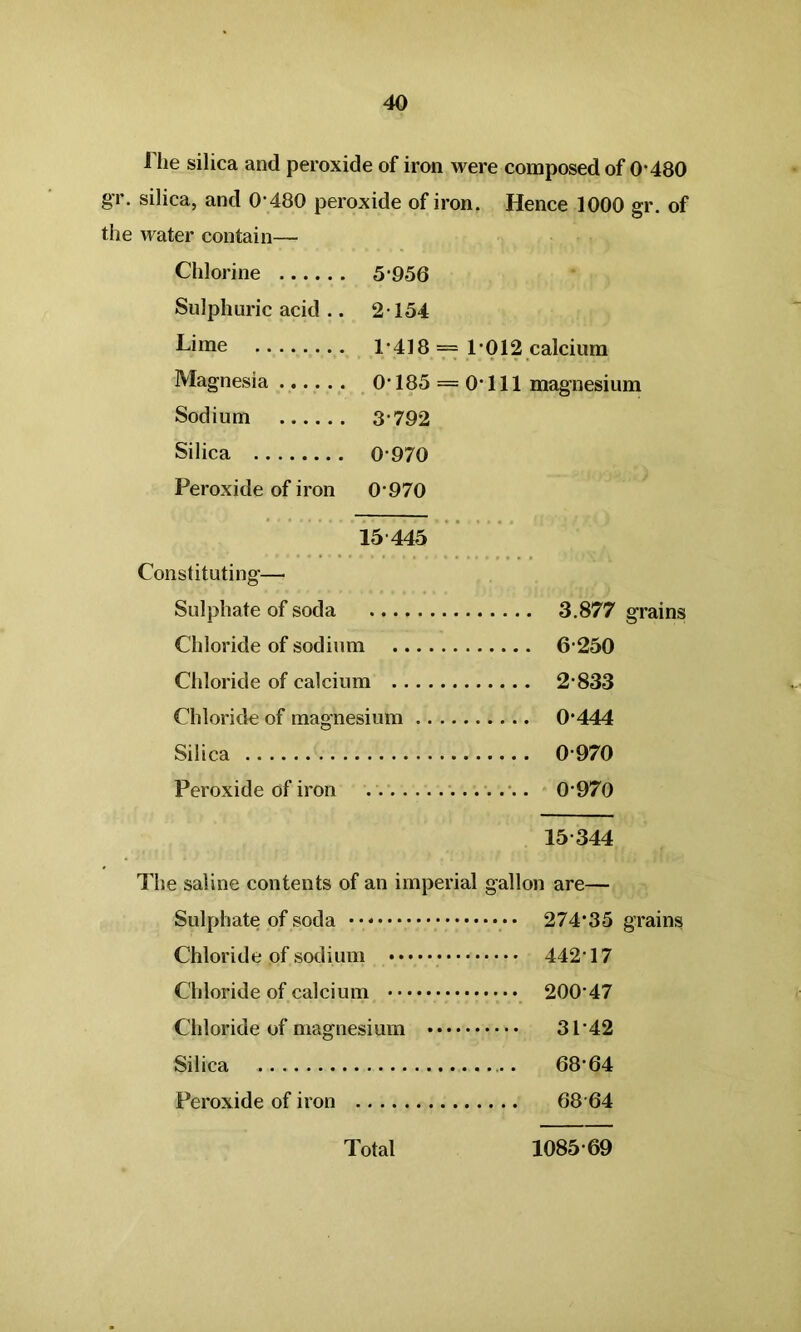 40
The silica and peroxide of iron were composed of 0·480
gr. silica, and 0·480 peroxide of iron. Hence 1000 gr. of
the water contain—
Chlorine ...... 5·956
Sulphuric acid .. 2·154
Lime ........ 1·418 = 1·012 calcium
Magnesia ...... 0·185 = 0·111 magnesium
Sodium ...... 3·792
Silica ........ 0·970
Peroxide of iron 0·970
15·445
Constituting—
Sulphate of soda .............. 3.877 grains
Chloride of sodium ............ 6·250
Chloride of calcium ............ 2·833
Chloride of magnesium .......... 0·444
Silica ........................ 0·970
Peroxide of iron .............. 0·970
15·344
The saline contents of an imperial gallon are—
Sulphate of soda .................. 274·35 grains
Chloride of sodium .............. 442·17
Chloride of calcium .............. 200·47
Chloride of magnesium .......... 31·42
Silica ...................... 68·64
Peroxide of iron .............. 68·64
Total 1085·69